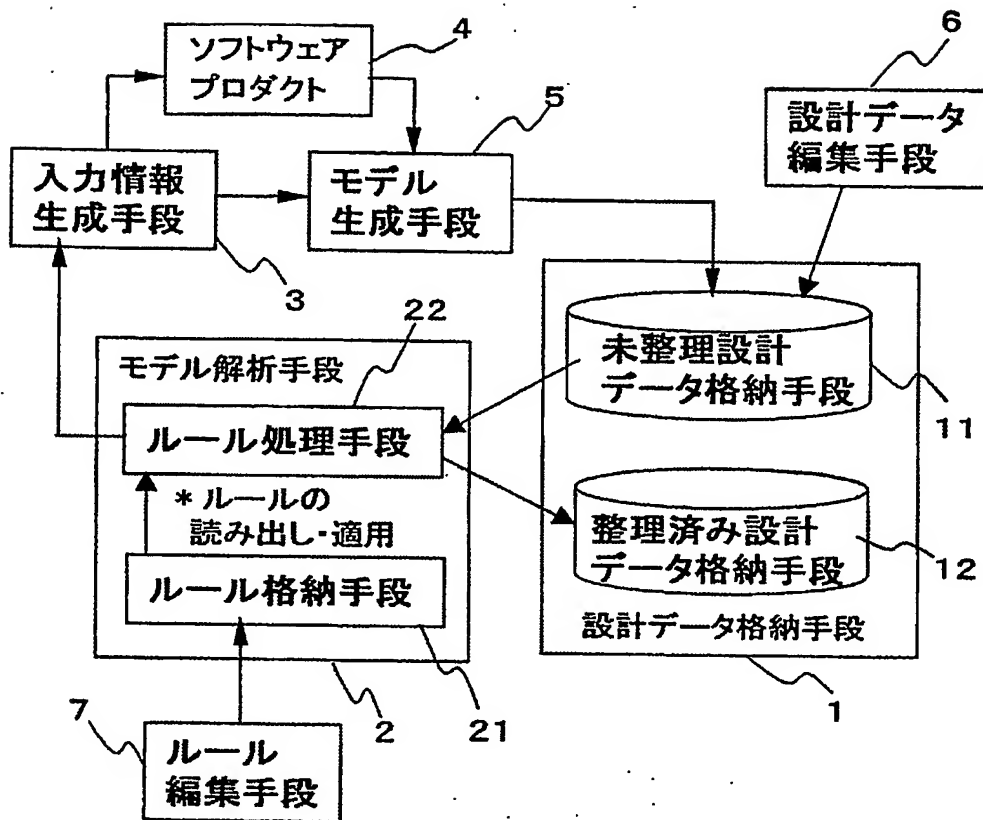 4
ソフトウェア
プロダクト
6
設計データ
編集手段
5
入力情報
生成手段
モデル
生成手段
3
22
モデル解析手段
ルール処理手段
*ルールの
読み出し・適用
ルール格納手段
未整理設計
データ格納手段
11
整理済み設計
データ格納手段
12
設計データ格納手段
1
2
21
7
ルール
編集手段